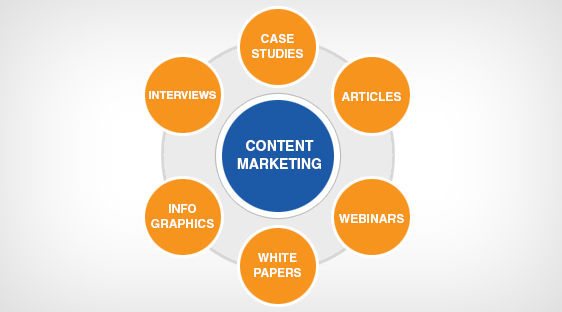 CASE
STUDIES
INTERVIEWS
ARTICLES
CONTENT
MARKETING
INFO
GRAPHICS
WEBINARS
WHITE
PAPERS